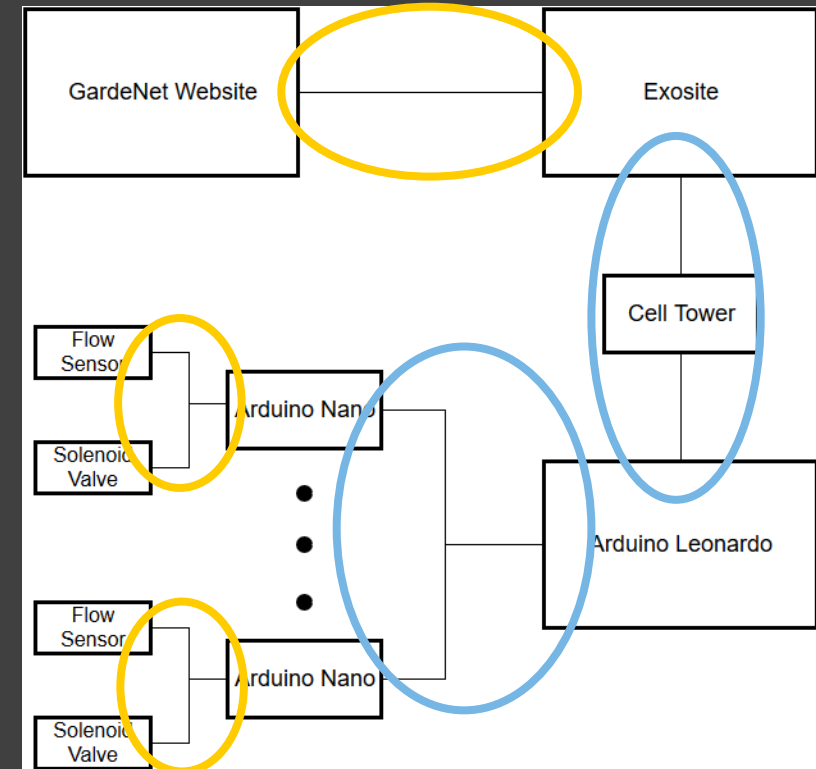 GardeNet Website
Exosite
Cell Tower
Flow
Sensor
Arduino Nano
Solenoid
Valve
Arduino Leonardo
Flow
Sensor
Arduino Nano
Solenoid
Valve